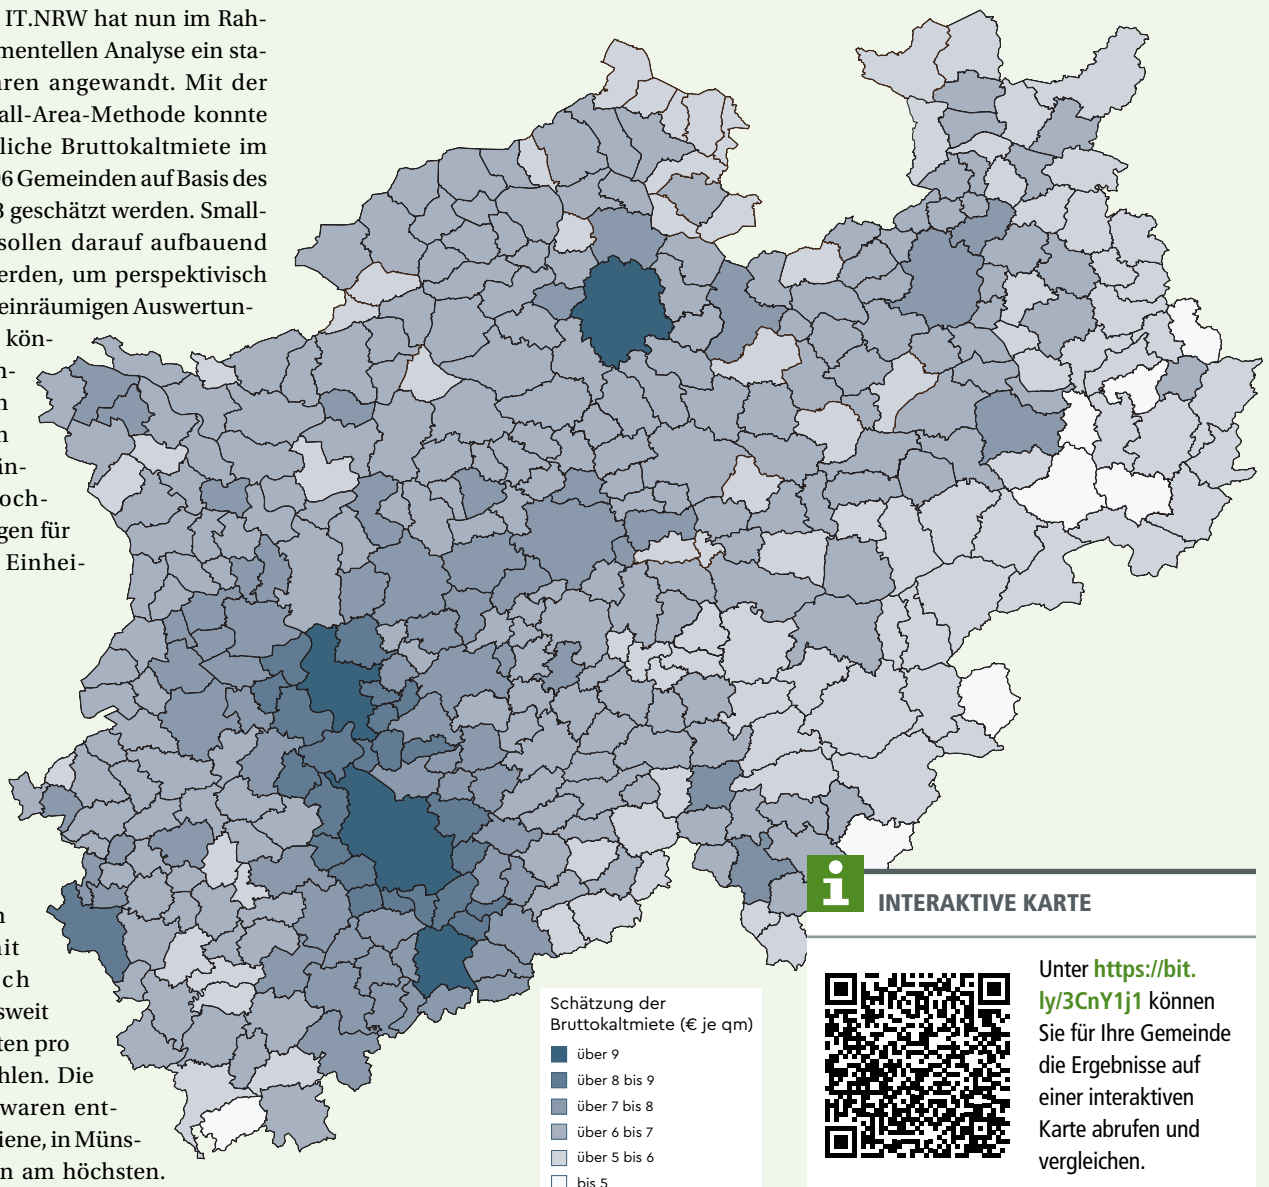 IT.NRW hat nun im Rah-
mentellen Analyse ein sta-
ren angewandt. Mit der
all-Area-Methode konnte
liche Bruttokaltmiete im
6 Gemeinden auf Basis des
geschätzt werden. Small-
sollen darauf aufbauend
erden, um perspektivisch
einräumigen Auswertun-
kön-
n-
n
n
in-
och-
gen für
Einhei-
n
nit
ch
sweit
ten pro
hlen. Die
waren ent-
iene, in Müns-
n am höchsten.
Schätzung der
Bruttokaltmiete (€ je qm)
über 9
über 8 bis 9
über 7 bis 8
über 6 bis 7
über 5 bis 6
bis 5
i
INTERAKTIVE KARTE
Unter https://bit.
ly/3CnY1j1 können
Sie für Ihre Gemeinde
die Ergebnisse auf
einer interaktiven
Karte abrufen und
vergleichen.